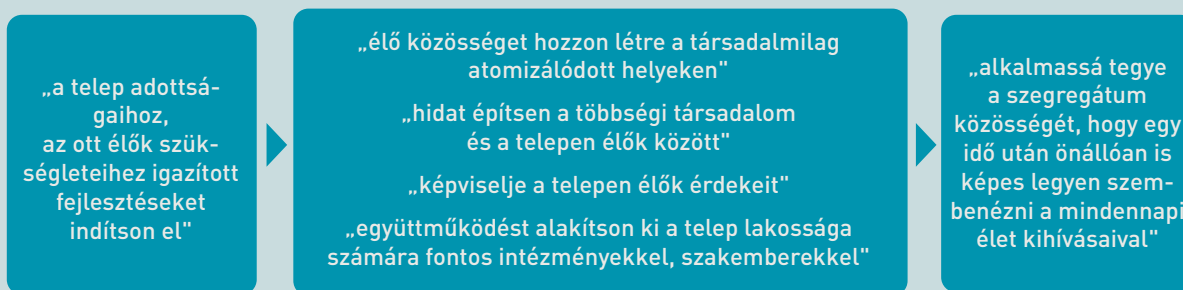 „a telep adottsá-
gaihoz,
az ott élők szük-
ségleteihez igazított
fejlesztéseket
indítson el"
„élő közösséget hozzon létre a társadalmilag
atomizálódott helyeken"
„hidat építsen a többségi társadalom
és a telepen élők között"
„képviselje a telepen élők érdekeit"
„együttműködést alakítson ki a telep lakossága
számára fontos intézményekkel, szakemberekkel"
„alkalmassá tegye
a szegregátum
közösségét, hogy egy
idő után önállóan is
képes legyen szem-
benézni a mindennapi
élet kihívásaival"